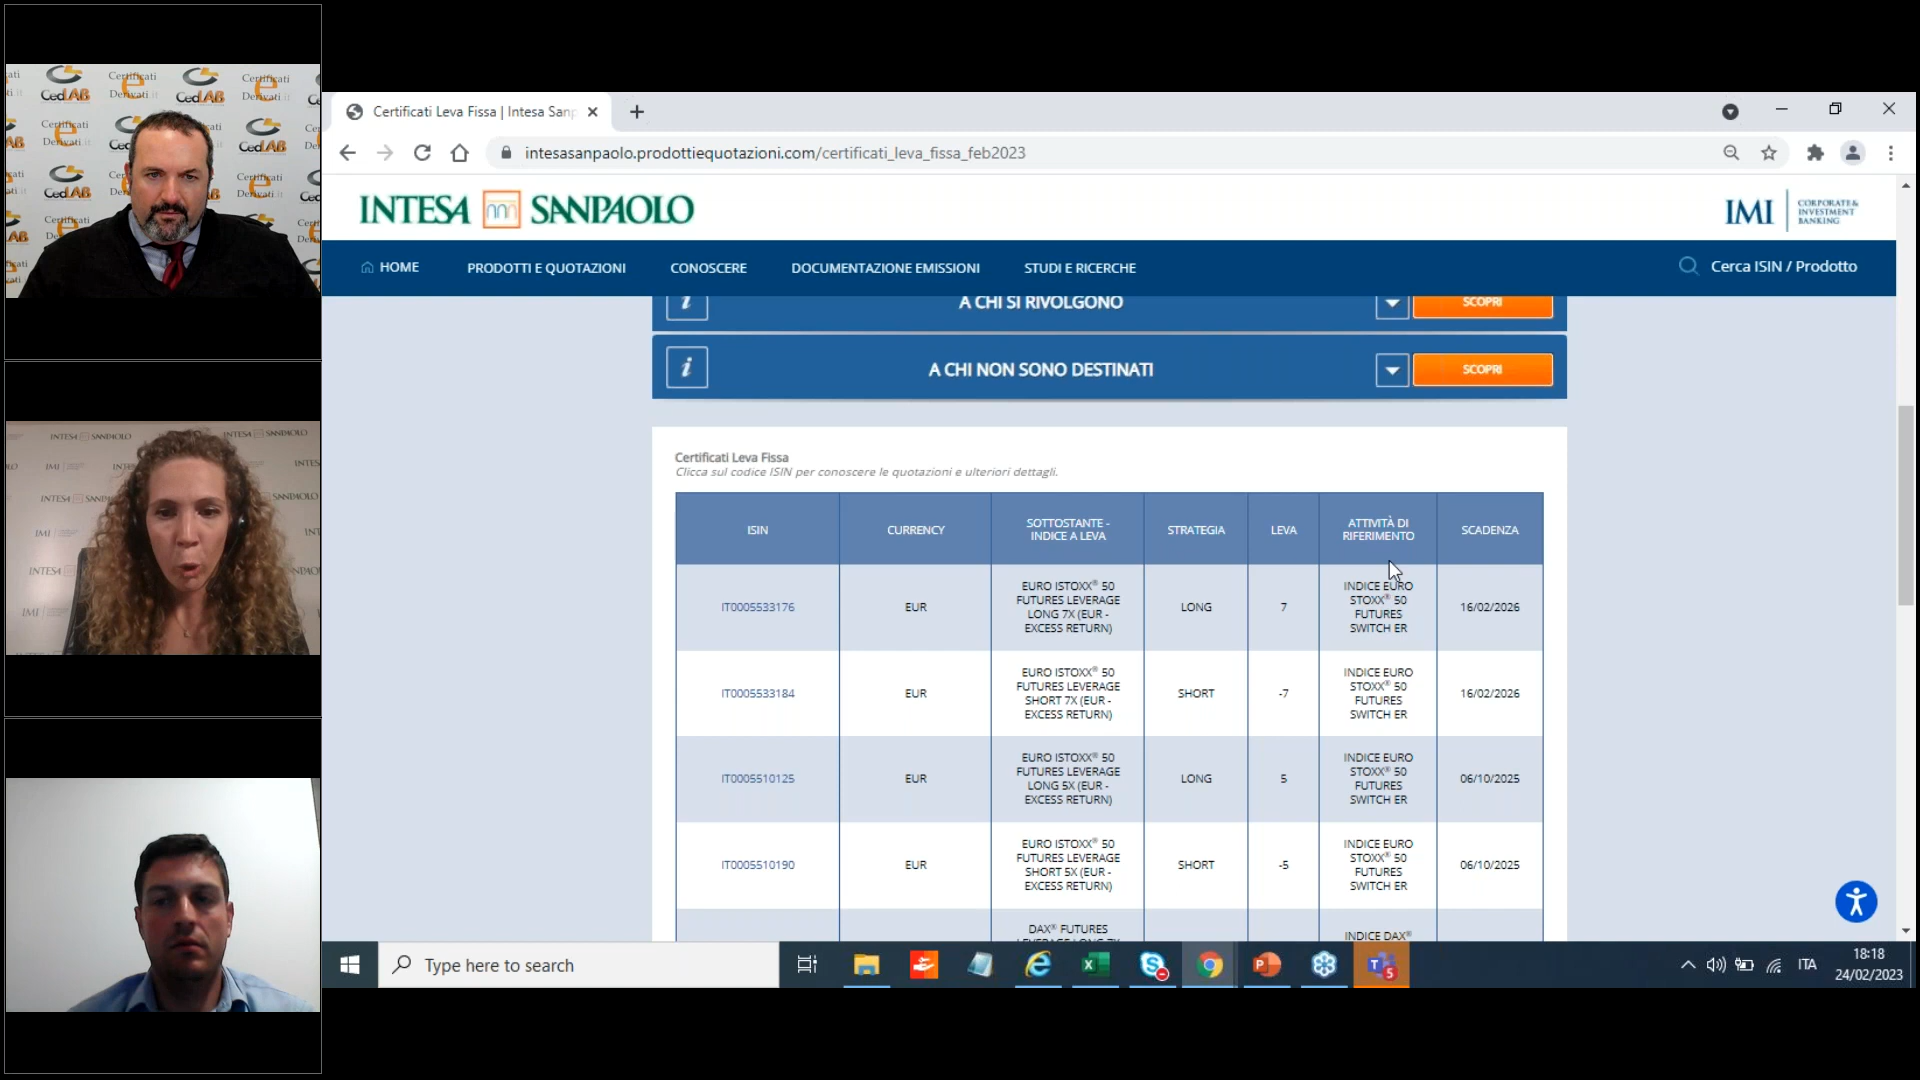 Certificati Leva Fissa | Intesa Sanp
intesasanpaolo.prodottiequotazioni.com/certificati_leva_fissa_feb2023
INTESA SANPAOLO
IMI
CORPORATE &
INVESTMENT
BANKING
HOME
PRODOTTI E QUOTAZIONI
CONOSCERE
DOCUMENTAZIONE EMISSIONI
STUDI E RICERCHE
Cerca ISIN / Prodotto
A CHI SI RIVOLGONO
SCOPRI
A CHI NON SONO DESTINATI
SCOPRI
Certificati Leva Fissa
Clicca sul codice ISIN per conoscere le quotazioni e ulteriori dettagli.
ISIN
CURRENCY
SOTTOSTANTE -
INDICE A LEVA
STRATEGIA
LEVA
ATTIVITÀ DI
RIFERIMENTO
SCADENZA
IT0005533176
EUR
EURO ISTOXX® 50
FUTURES LEVERAGE
LONG 7X (EUR -
EXCESS RETURN)
LONG
7
INDICE EURO
STOXX® 50
FUTURES
SWITCH ER
16/02/2026
IT0005533184
EUR
EURO ISTOXX® 50
FUTURES LEVERAGE
SHORT 7X (EUR -
EXCESS RETURN)
SHORT
-7
INDICE EURO
STOXX® 50
FUTURES
SWITCH ER
16/02/2026
IT0005510125
EUR
EURO ISTOXX® 50
FUTURES LEVERAGE
LONG 5X (EUR -
EXCESS RETURN)
LONG
5
INDICE EURO
STOXX® 50
FUTURES
SWITCH ER
06/10/2025
IT0005510190
EUR
EURO ISTOXX® 50
FUTURES LEVERAGE
SHORT 5X (EUR -
EXCESS RETURN)
SHORT
-5
INDICE EURO
STOXX® 50
FUTURES
SWITCH ER
06/10/2025
DAX® FUTURES
INDICE DAX®
Type here to search
ITA
18:18
24/02/2023
CedLAB
Certificati
Derivati.it
INTESA SANPAOLO
IMI